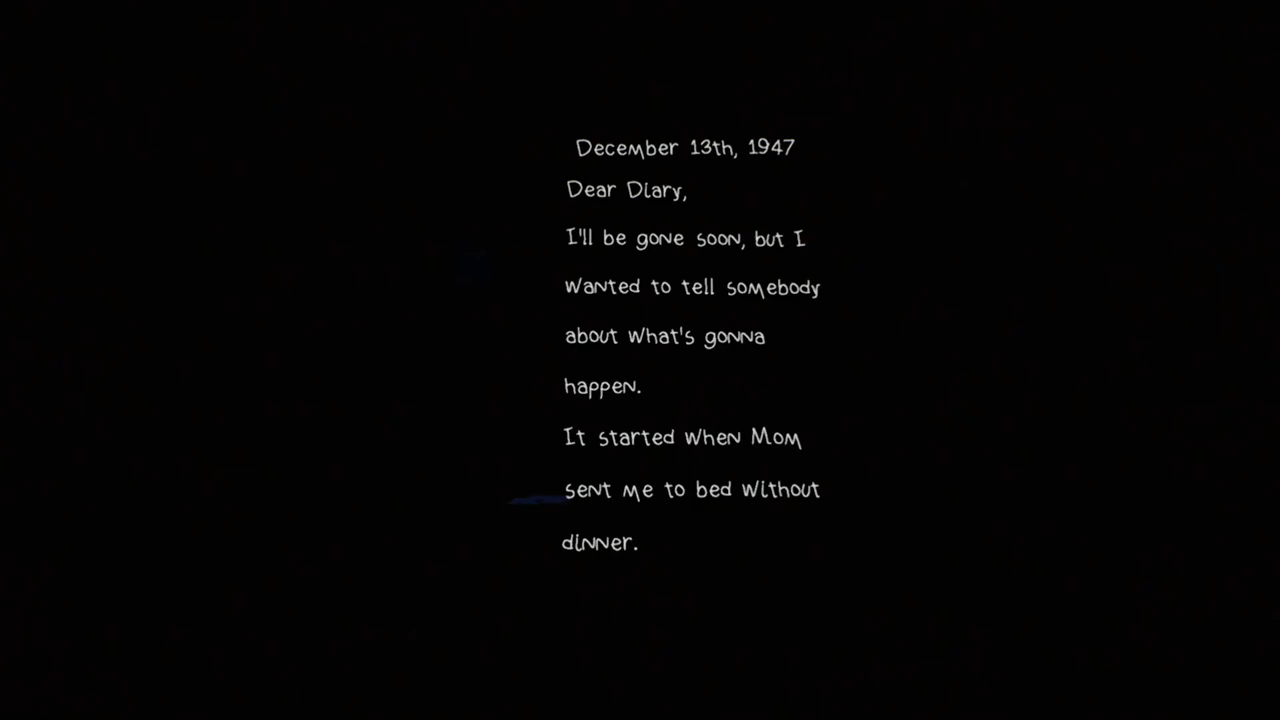 December 13th, 1947
Dear Diary,
I'll be gone soon, but I
wanted to tell somebody
about what's gonna
happen.
It started when Mom
sent me to bed without
dinner.